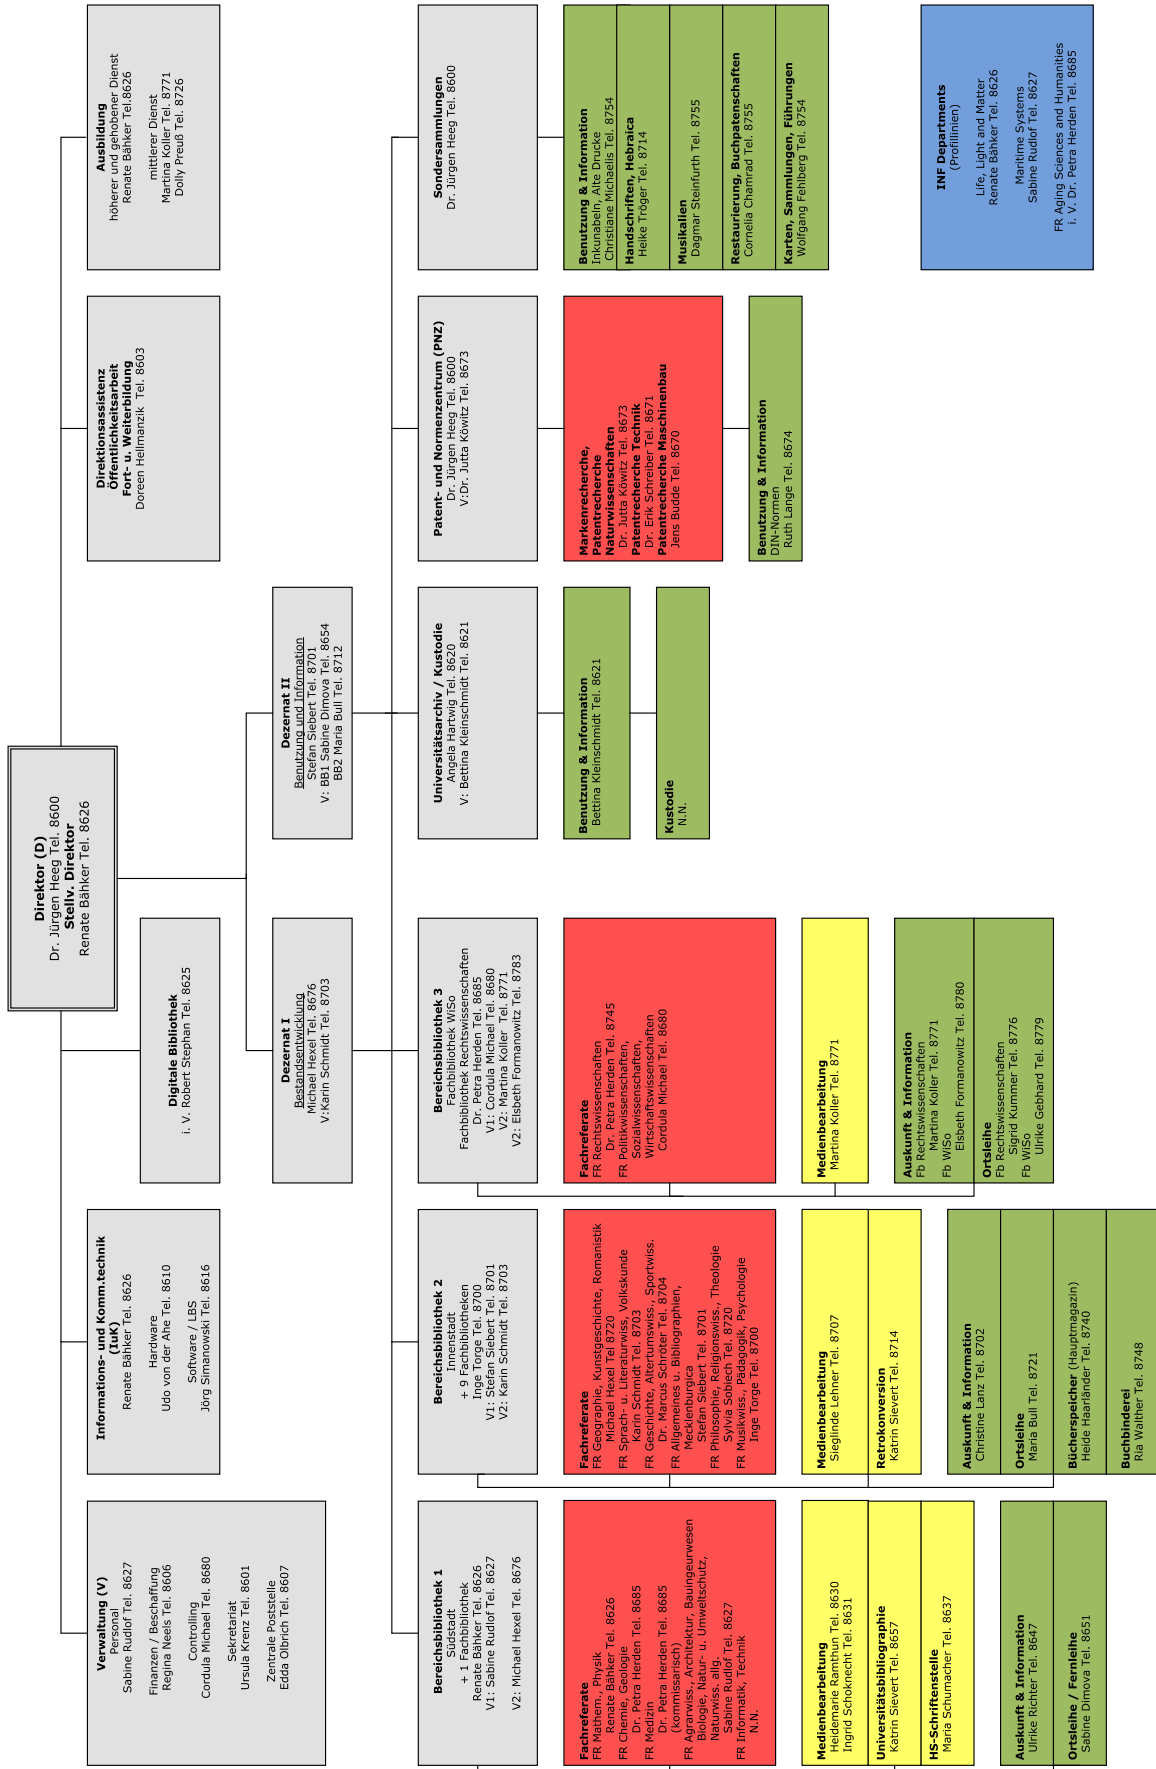 Direktor (D)
Dr. Jürgen Heeg Tel. 8600
Stellv. Direktor
Renate Bähker Tel. 8626
Verwaltung (V)
Personal
Sabine Rudlof Tel. 8627
Finanzen / Beschaffung
Regina Neels Tel. 8606
Controlling
Cordula Michael Tel. 8680
Sekretariat
Ursula Krenz Tel. 8601
Zentrale Poststelle
Edda Olbrich Tel. 8607
Informations- und Komm.technik
(IuK)
Renate Bähker Tel. 8626
Hardware
Udo von der Ahe Tel. 8610
Software / LBS
Jörg Simanowski Tel. 8616
Digitale Bibliothek
i. V. Robert Stephan Tel. 8625
Direktionsassistenz
Öffentlichkeitsarbeit
Fort- u. Weiterbildung
Doreen Hellmanzik  Tel. 8603
Ausbildung
höherer und gehobener Dienst
Renate Bähker Tel.8626
mittlerer Dienst
Martina Koller Tel. 8771
Dolly Preuß Tel. 8726
Dezernat I
Bestandsentwicklung
Michael Hexel Tel. 8676
V:Karin Schmidt Tel. 8703
Dezernat II
Benutzung und Information
Stefan Siebert Tel. 8701
V: BB1 Sabine Dimova Tel. 8654
BB2 Maria Bull Tel. 8712
Bereichsbibliothek 1
Südstadt
+ 1 Fachbibliothek
Renate Bähker Tel. 8626
V1: Sabine Rudlof Tel. 8627
V2: Michael Hexel Tel. 8676
Bereichsbibliothek 2
Innenstadt
+ 9 Fachbibliotheken
Inge Torge Tel. 8700
V1: Stefan Siebert Tel. 8701
V2: Karin Schmidt Tel. 8703
Bereichsbibliothek 3
Fachbibliothek WiSo
Fachbibliothek Rechtswissenschaften
Dr. Petra Herden Tel. 8685
V1: Cordula Michael Tel. 8680
V2: Martina Koller  Tel. 8771
V2: Elsbeth Formanowitz Tel. 8783
Universitätsarchiv / Kustodie
Angela Hartwig Tel. 8620
V: Bettina Kleinschmidt Tel. 8621
Patent- und Normenzentrum (PNZ)
Dr. Jürgen Heeg Tel. 8600
V:Dr. Jutta Köwitz Tel. 8673
Sondersammlungen
Dr. Jürgen Heeg Tel. 8600
Fachreferate
FR Mathem., Physik
Renate Bähker Tel. 8626
FR Chemie, Geologie
Dr. Petra Herden Tel. 8685
FR Medizin
Dr. Petra Herden Tel. 8685
(kommissarisch)
FR Agrarwiss., Architektur, Bauingeurwesen
Biologie, Natur- u. Umweltschutz,
Naturwiss. allg.
Sabine Rudlof Tel. 8627
FR Informatik, Technik
N.N.
Fachreferate
FR Geographie, Kunstgeschichte, Romanistik
Michael Hexel Tel 8720
FR Sprach- u. Literaturwiss, Volkskunde
Karin Schmidt Tel. 8703
FR Geschichte, Altertumswiss., Sportwiss.
Dr. Marcus Schröter Tel. 8704
FR Allgemeines u. Bibliographien,
Mecklenburgica
Stefan Siebert Tel. 8701
FR Philosophie, Religionswiss., Theologie
Sylvia Sobiech Tel. 8720
FR Musikwiss., Pädagogik, Psychologie
Inge Torge Tel. 8700
Fachreferate
FR Rechtswissenschaften
Dr. Petra Herden Tel. 8745
FR Politikwissenschaften,
Sozialwissenschaften,
Wirtschaftswissenschaften
Cordula Michael Tel. 8680
Benutzung & Information
Bettina Kleinschmidt Tel. 8621
Kustodie
N.N.
Markenrecherche,
Patentrecherche
Naturwissenschaften
Dr. Jutta Köwitz Tel. 8673
Patentrecherche Technik
Dr. Erik Schreiber Tel. 8671
Patentrecherche Maschinenbau
Jens Budde Tel. 8670
Benutzung & Information
DIN-Normen
Ruth Lange Tel. 8674
Benutzung & Information
Inkunabeln, Alte Drucke
Christiane Michaelis Tel. 8754
Handschriften, Hebraica
Heike Tröger Tel. 8714
Musikalien
Dagmar Steinfurth Tel. 8755
Restaurierung, Buchpatenschaften
Cornelia Chamrad Tel. 8755
Karten, Sammlungen, Führungen
Wolfgang Fehlberg Tel. 8754
Medienbearbeitung
Heidemarie Ramthun Tel. 8630
Ingrid Schoknecht Tel. 8631
Universitätsbibliographie
Katrin Sievert Tel. 8657
HS-Schriftenstelle
Maria Schumacher Tel. 8637
Auskunft & Information
Ulrike Richter Tel. 8647
Ortsleihe / Fernleihe
Sabine Dimova Tel. 8651
Medienbearbeitung
Sieglinde Lehner Tel. 8707
Retrokonversion
Katrin Sievert Tel. 8714
Auskunft & Information
Christine Lanz Tel. 8702
Ortsleihe
Maria Bull Tel. 8721
Bücherspeicher (Hauptmagazin)
Heide Haarländer Tel. 8740
Buchbinderei
Ria Walther Tel. 8748
Medienbearbeitung
Martina Koller Tel. 8771
Auskunft & Information
Fb Rechtswissenschaften
Martina Koller Tel. 8771
Fb WiSo
Elsbeth Formanowitz Tel. 8780
Ortsleihe
Fb Rechtswissenschaften
Sigrid Kummer Tel. 8776
Fb WiSo
Ulrike Gebhard Tel. 8779
INF Departments
(Profillinien)
Life, Light and Matter
Renate Bähker Tel. 8626
Maritime Systems
Sabine Rudlof Tel. 8627
FR Aging Sciences and Humanities
i. V. Dr. Petra Herden Tel. 8685